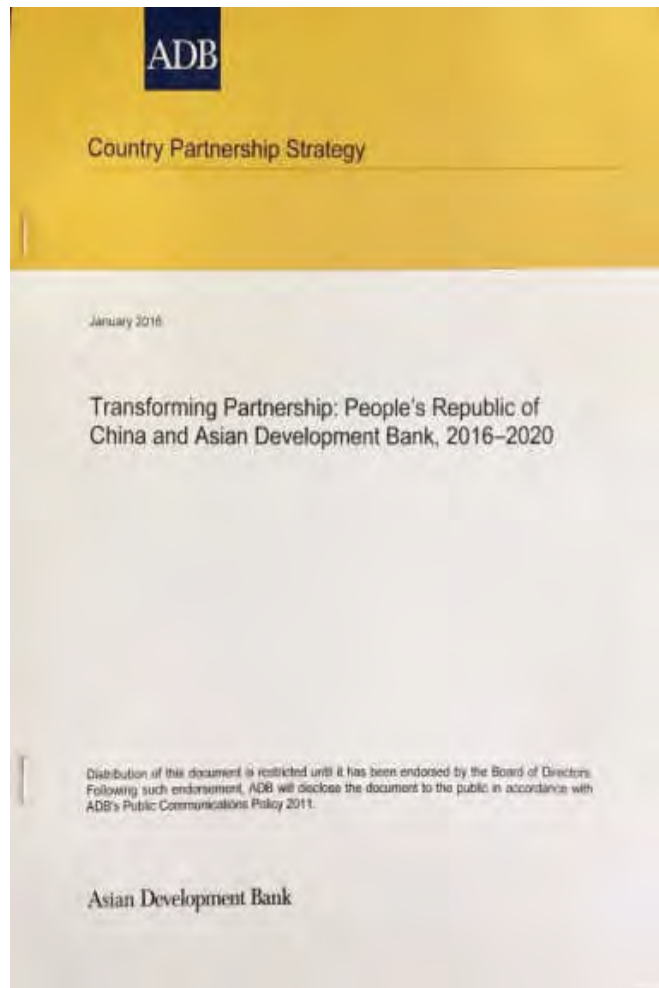 ADB
Country Partnership Strategy
January 2016
Transforming Partnership: People's Republic of
China and Asian Development Bank, 2016–2020
Distribution of this document is restricted until it has been endorsed by the Board of Directors.
Following such endorsement, ADB will disclose the document to the public in accordance with
ADB's Public Communications Policy 2011.
Asian Development Bank